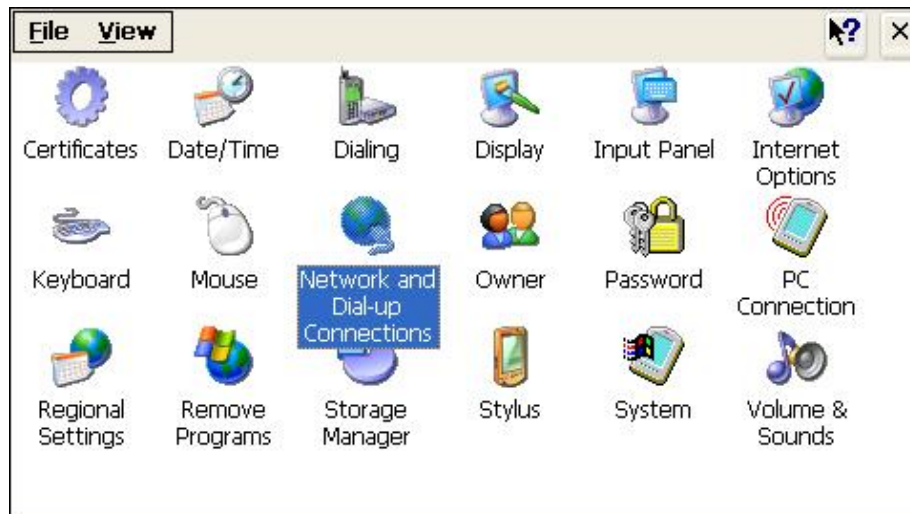 File View
Certificates Date/Time Dialing Display Input Panel Internet Options
Keyboard Mouse Network and Dial-up Connections Owner Password PC Connection
Regional Settings Remove Programs Storage Manager Stylus System Volume & Sounds